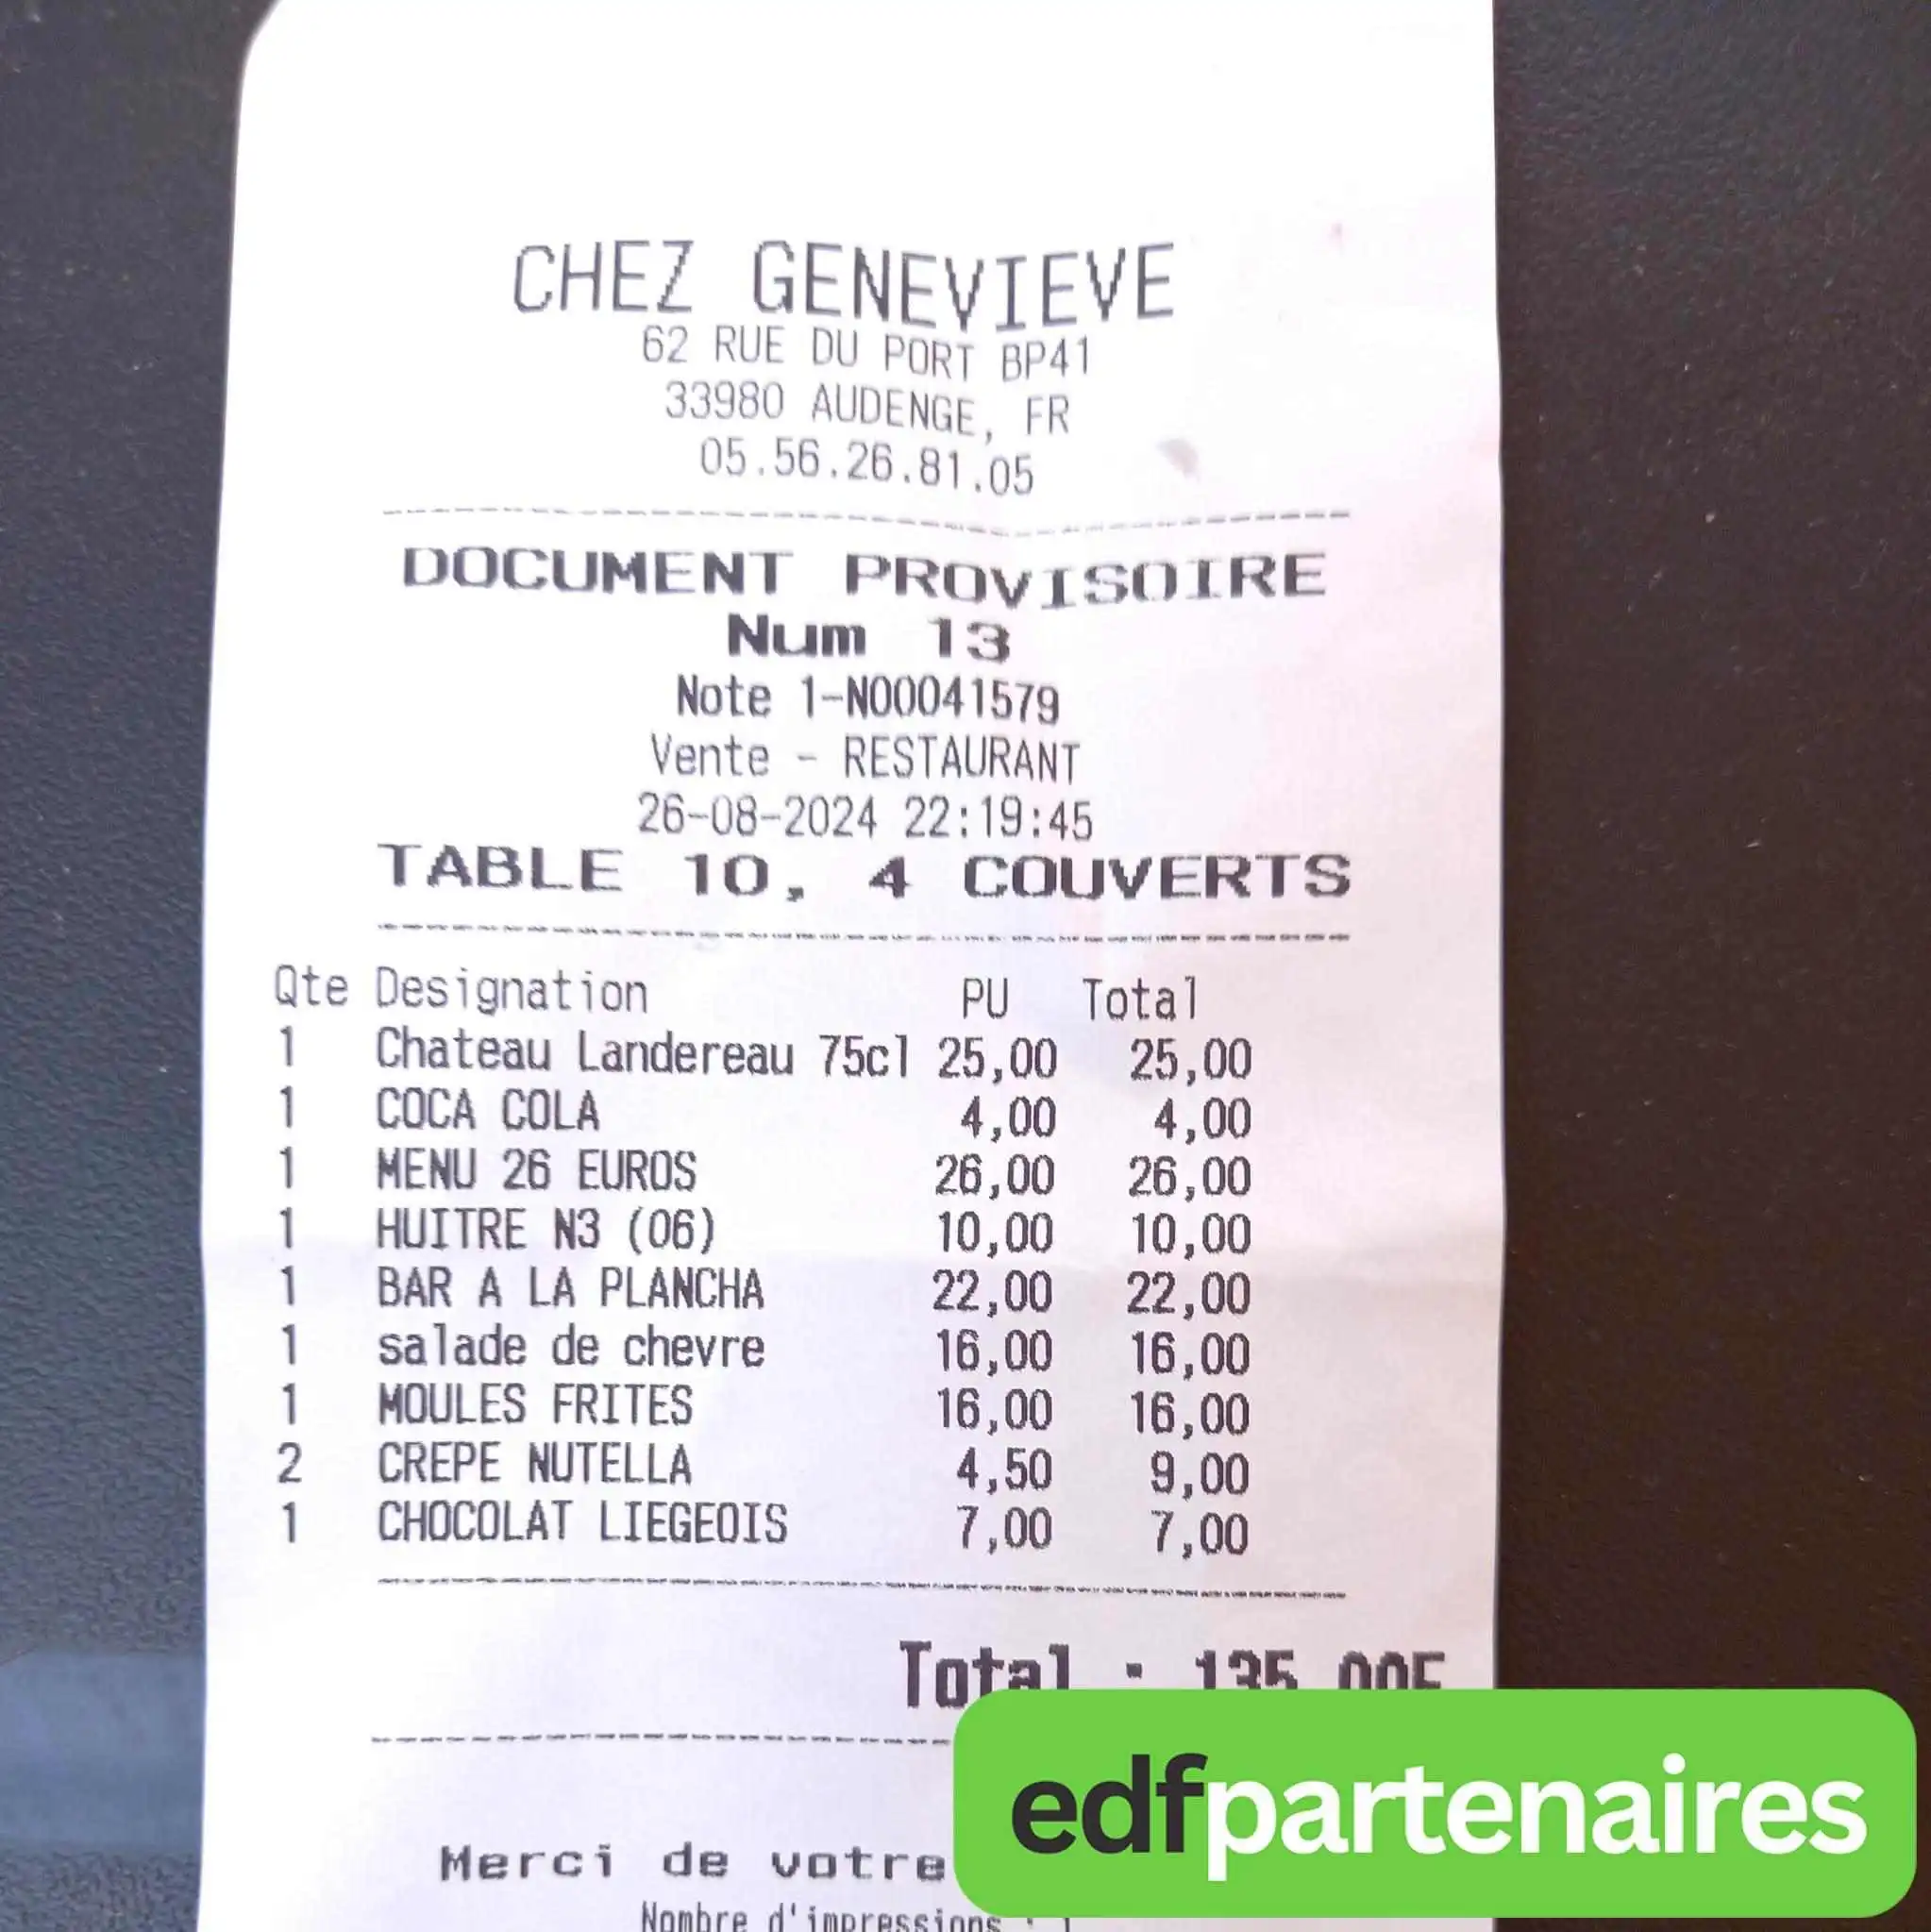 CHEZ GENEVIEVE
62 RUE DU PORT BP41
33980 AUDENGE, FR
05.56.26.81.05
DOCUMENT PROVISOIRE
Num 13
Note 1-N00041579
Vente - RESTAURANT
26-08-2024 22:19:45
TABLE 10, 4 COUVERTS
Qte Designation PU Total
1 Chateau Landereau 75cl 25,00 25,00
1 COCA COLA 4,00 4,00
1 MENU 26 EUROS 26,00 26,00
1 HUITRE N3 (06) 10,00 10,00
1 BAR A LA PLANCHA 22,00 22,00
1 salade de chevre 16,00 16,00
1 MOULES FRITES 16,00 16,00
2 CREPE NUTELLA 4,50 9,00
1 CHOCOLAT LIEGEOIS 7,00 7,00
Total : 135,00E
Merci de votre
Nombre d'impressions : 1
edfpartenaires